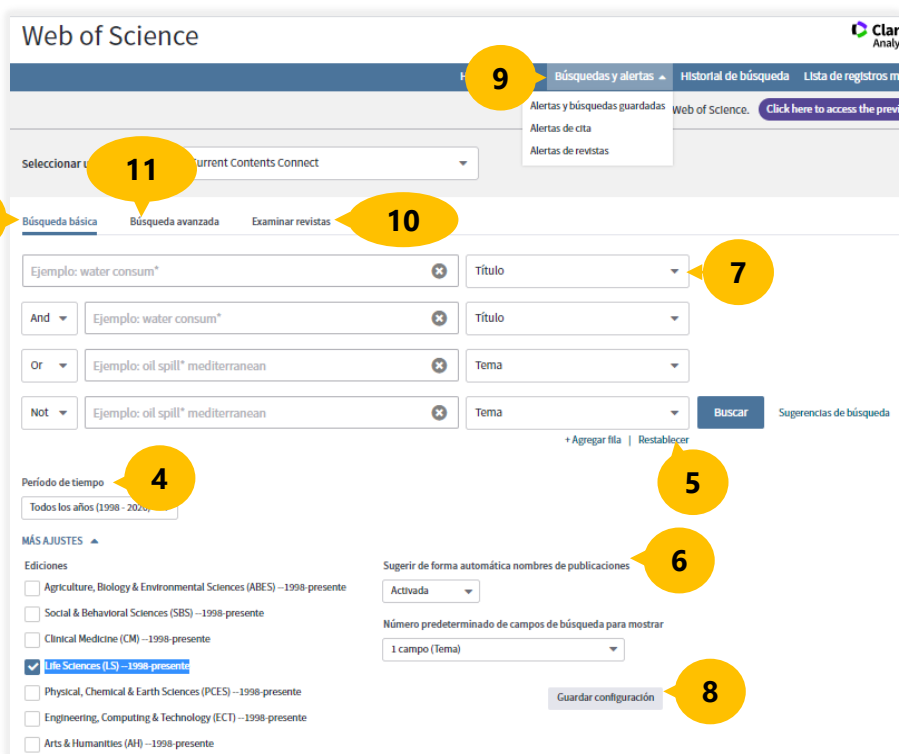 Web of Science
Clar
Analy
9
Búsquedas y alertas
Historial de búsqueda
Lista de registros m
Alertas y búsquedas guardadas
Web of Science.
Click here to access the previ
Alertas de cita
Alertas de revistas
Seleccionar u
Current Contents Connect
11
Búsqueda básica
Búsqueda avanzada
Examinar revistas
10
Ejemplo: water consum*
Título
7
And
Ejemplo: water consum*
Título
Or
Ejemplo: oil spill* mediterranean
Tema
Not
Ejemplo: oil spill* mediterranean
Tema
Buscar
Sugerencias de búsqueda
+ Agregar fila | Restablecer
5
Período de tiempo
4
Todos los años (1998 - 2020)
MÁS AJUSTES
Ediciones
Agriculture, Biology & Environmental Sciences (ABES) --1998-presente
Social & Behavioral Sciences (SBS) --1998-presente
Clinical Medicine (CM) --1998-presente
Life Sciences (LS) --1998-presente
Physical, Chemical & Earth Sciences (PCES) --1998-presente
Engineering, Computing & Technology (ECT) --1998-presente
Arts & Humanities (AH) --1998-presente
Sugerir de forma automática nombres de publicaciones
6
Activada
Número predeterminado de campos de búsqueda para mostrar
1 campo (Tema)
Guardar configuración
8